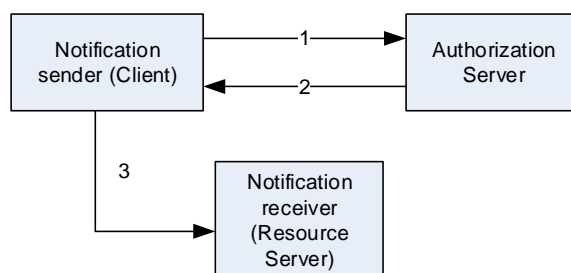 Notification
sender (Client)
1
Authorization
Server
2
3
Notification
receiver
(Resource
Server)